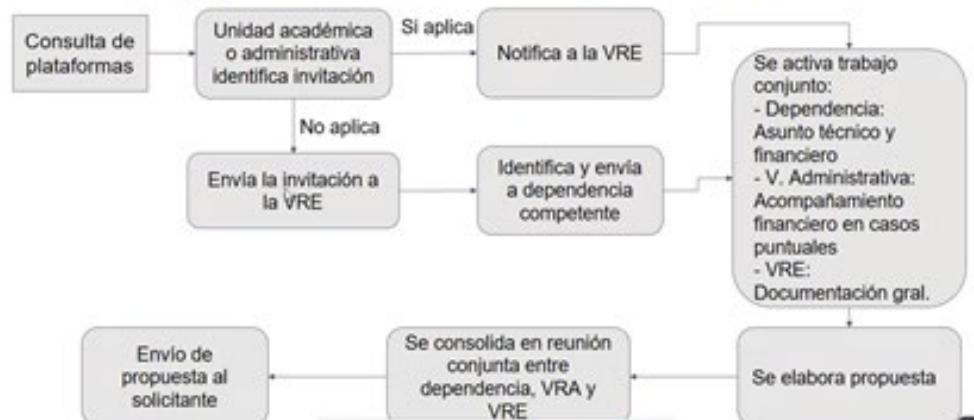 Consulta de
plataformas
Unidad académica
o administrativa
identifica invitación
Si aplica
Notifica a la VRE
No aplica
Envía la invitación a
la VRE
Identifica y envía
a dependencia
competente
Se activa trabajo
conjunto:
- Dependencia:
Asunto técnico y
financiero
- V. Administrativa:
Acompañamiento
financiero en casos
puntuales
- VRE:
Documentación gral.
Se elabora propuesta
Se consolida en reunión
conjunta entre
dependencia, VRA y
VRE
Envío de
propuesta al
solicitante